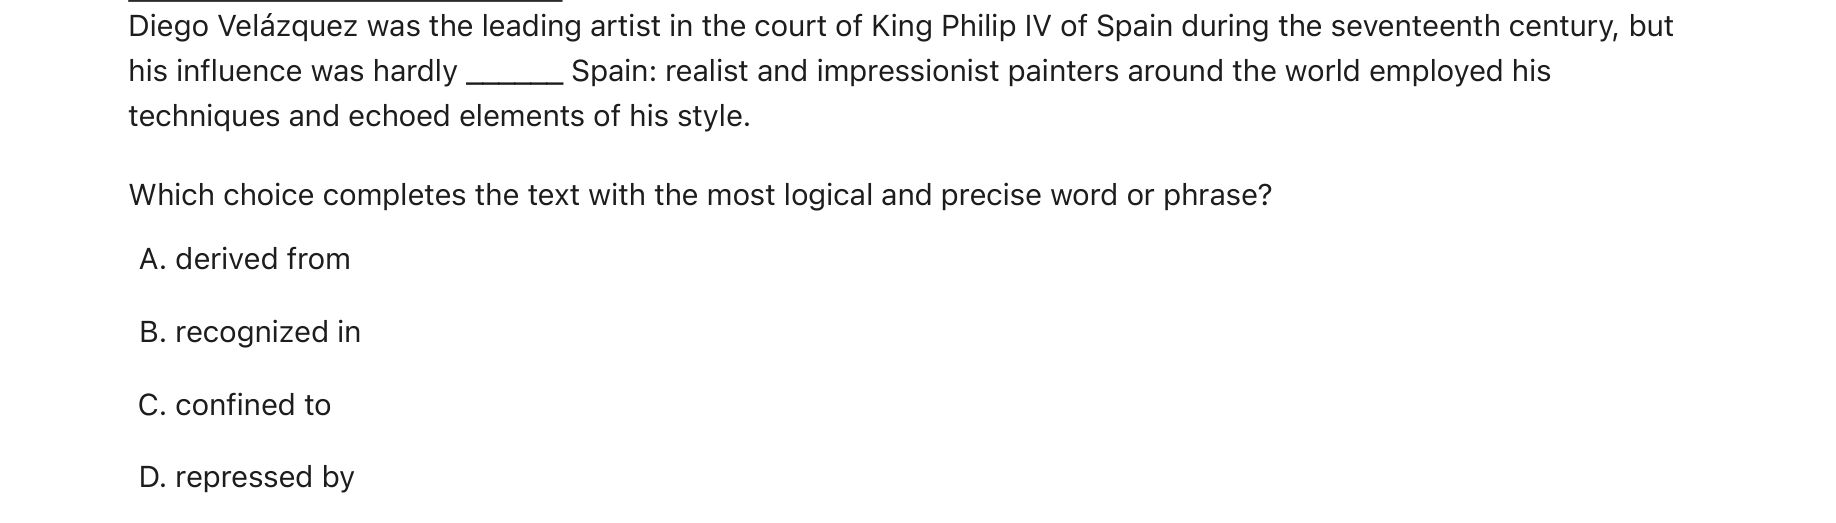 Diego Velázquez was the leading artist in the court of King Philip IV of Spain during the seventeenth century, but
his influence was hardly ______ Spain: realist and impressionist painters around the world employed his
techniques and echoed elements of his style.
Which choice completes the text with the most logical and precise word or phrase?
A. derived from
B. recognized in
C. confined to
D. repressed by